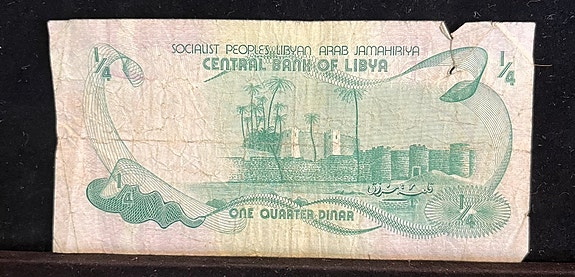 1/4
SOCIALIST PEOPLES LIBYAN ARAB JAMAHIRIYA
CENTRAL BANK OF LIBYA
1/4
1/4
ONE QUARTER DINAR
1/4